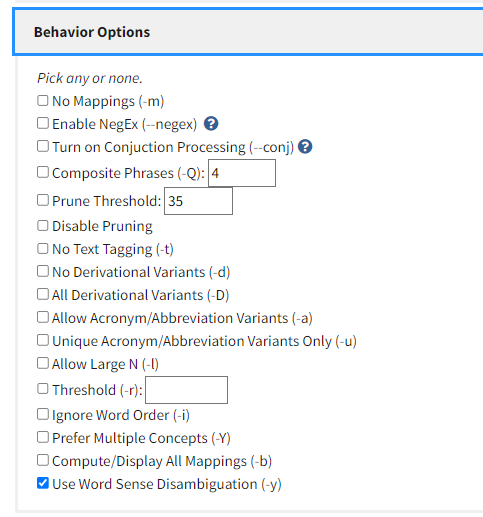 Behavior Options
Pick any or none.
No Mappings (-m)
Enable NegEx (--negex) ?
Turn on Conjuction Processing (--conj) ?
Composite Phrases (-Q): 4
Prune Threshold: 35
Disable Pruning
No Text Tagging (-t)
No Derivational Variants (-d)
All Derivational Variants (-D)
Allow Acronym/Abbreviation Variants (-a)
Unique Acronym/Abbreviation Variants Only (-u)
Allow Large N (-l)
Threshold (-r):
Ignore Word Order (-i)
Prefer Multiple Concepts (-Y)
Compute/Display All Mappings (-b)
Use Word Sense Disambiguation (-y)